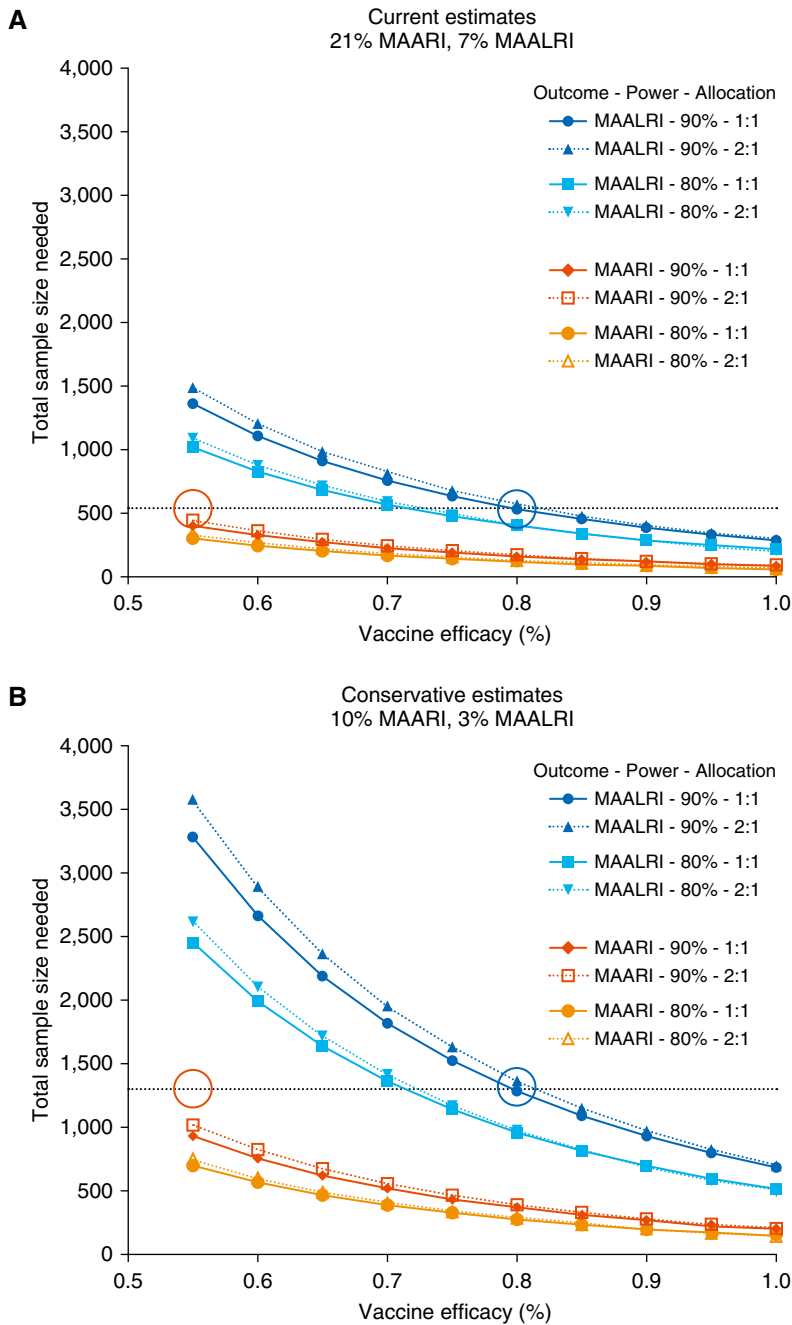 A
Current estimates
21% MAARI, 7% MAALRI
Total sample size needed
4,000
3,500
3,000
2,500
2,000
1,500
1,000
500
0
Outcome - Power - Allocation
MAALRI - 90% - 1:1
MAALRI - 90% - 2:1
MAALRI - 80% - 1:1
MAALRI - 80% - 2:1
MAARI - 90% - 1:1
MAARI - 90% - 2:1
MAARI - 80% - 1:1
MAARI - 80% - 2:1
0.5 0.6 0.7 0.8 0.9 1.0
Vaccine efficacy (%)
B
Conservative estimates
10% MAARI, 3% MAALRI
Total sample size needed
4,000
3,500
3,000
2,500
2,000
1,500
1,000
500
0
Outcome - Power - Allocation
MAALRI - 90% - 1:1
MAALRI - 90% - 2:1
MAALRI - 80% - 1:1
MAALRI - 80% - 2:1
MAARI - 90% - 1:1
MAARI - 90% - 2:1
MAARI - 80% - 1:1
MAARI - 80% - 2:1
0.5 0.6 0.7 0.8 0.9 1.0
Vaccine efficacy (%)